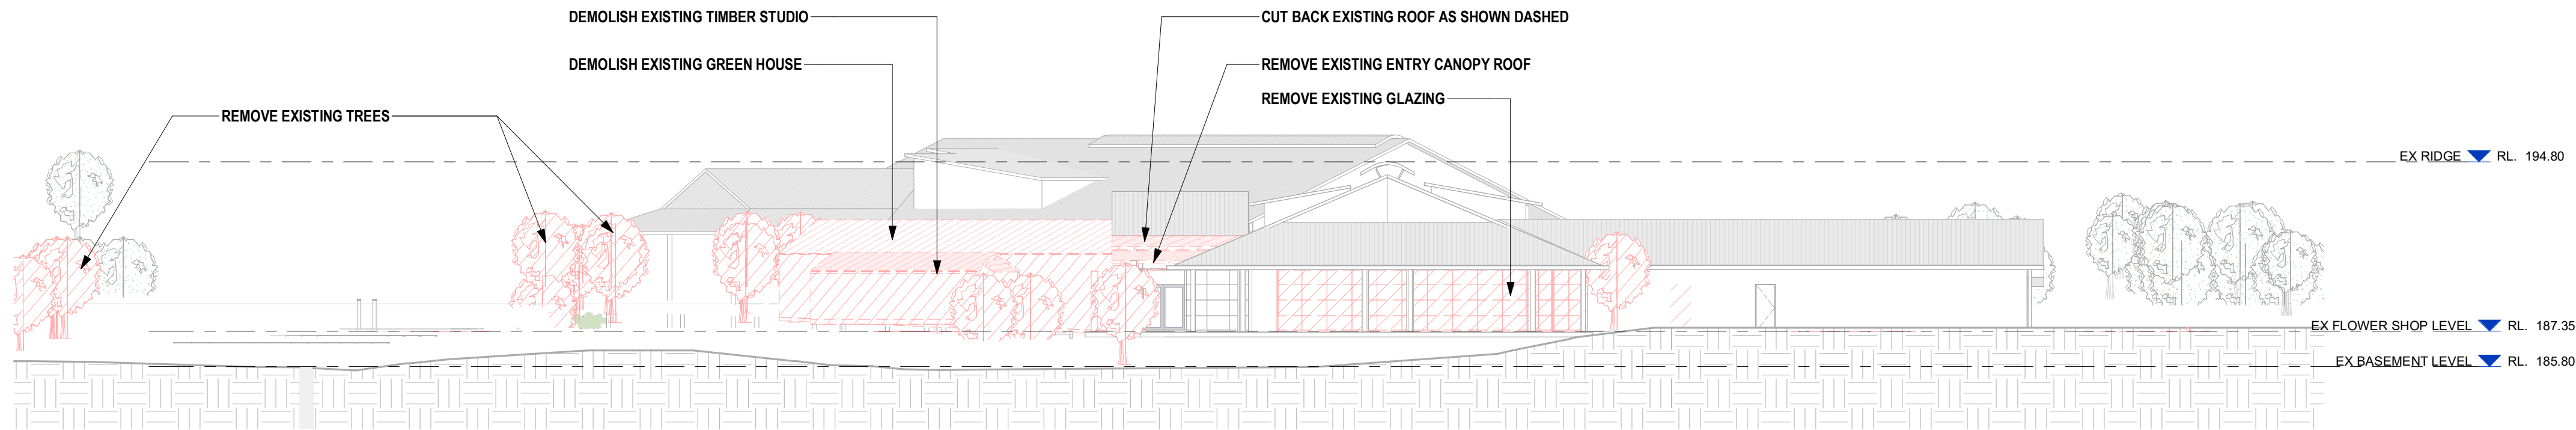 DEMOLISH EXISTING TIMBER STUDIO
CUT BACK EXISTING ROOF AS SHOWN DASHED
DEMOLISH EXISTING GREEN HOUSE
REMOVE EXISTING ENTRY CANOPY ROOF
REMOVE EXISTING GLAZING
REMOVE EXISTING TREES
EX RIDGE RL. 194.80
EX FLOWER SHOP LEVEL RL. 187.35
EX BASEMENT LEVEL RL. 185.80